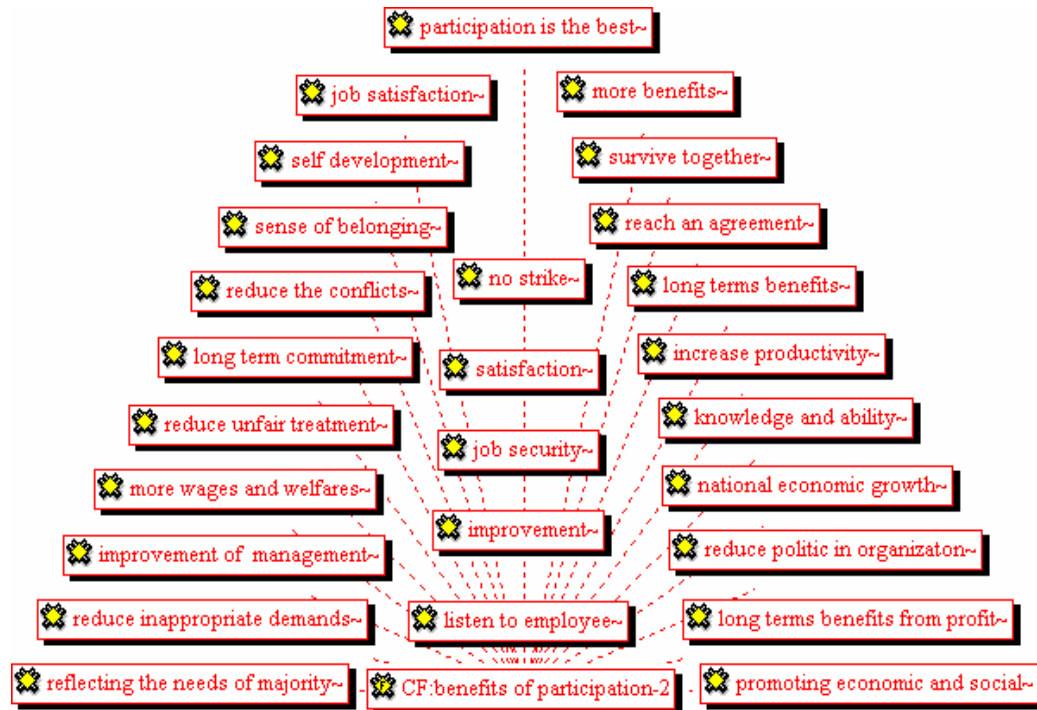 participation is the best~
job satisfaction~
more benefits~
self development~
survive together~
sense of belonging~
reach an agreement~
no strike~
reduce the conflicts~
long terms benefits~
long term commitment~
satisfaction~
increase productivity~
reduce unfair treatment~
job security~
knowledge and ability~
more wages and welfares~
national economic growth~
improvement~
improvement of management~
reduce politic in organizaton~
reduce inappropriate demands~
listen to employee~
long terms benefits from profit~
reflecting the needs of majority~
F CF:benefits of participation-2
promoting economic and social~